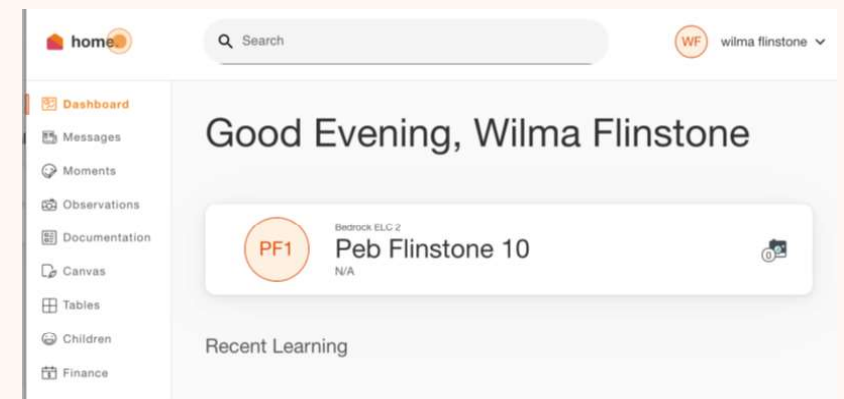 home.
Search
WF wilma flinstone
Dashboard
Messages
Moments
Observations
Documentation
Canvas
Tables
Children
Finance
Good Evening, Wilma Flinstone
Bedrock ELC 2
PF1 Peb Flinstone 10
N/A
0
Recent Learning